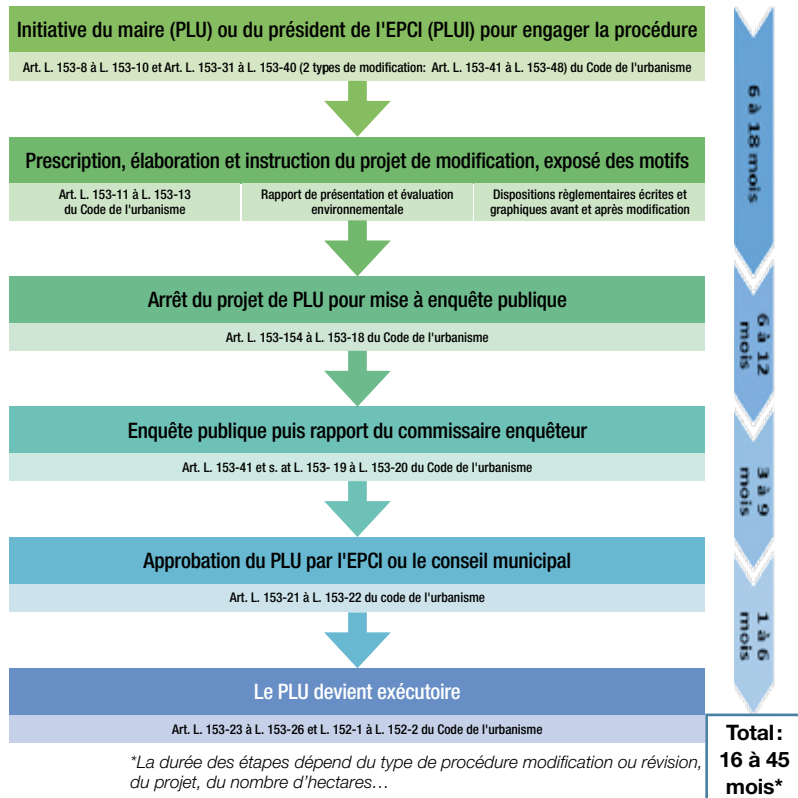 Initiative du maire (PLU) ou du président de l'EPCI (PLUI) pour engager la procédure
Art. L. 153-8 à L. 153-10 et Art. L. 153-31 à L. 153-40 (2 types de modification: Art. L. 153-41 à L. 153-48) du Code de l'urbanisme
Prescription, élaboration et instruction du projet de modification, exposé des motifs
Art. L. 153-11 à L. 153-13
du Code de l'urbanisme
Rapport de présentation et évaluation
environnementale
Dispositions règlementaires écrites et
graphiques avant et après modification
6 à 18 mois
Arrêt du projet de PLU pour mise à enquête publique
Art. L. 153-154 à L. 153-18 du Code de l'urbanisme
6 à 12
mois
Enquête publique puis rapport du commissaire enquêteur
Art. L. 153-41 et s. at L. 153- 19 à L. 153-20 du Code de l'urbanisme
3 à 9
mois
Approbation du PLU par l'EPCI ou le conseil municipal
Art. L. 153-21 à L. 153-22 du code de l'urbanisme
1 à 6
mois
Le PLU devient exécutoire
Art. L. 153-23 à L. 153-26 et L. 152-1 à L. 152-2 du Code de l'urbanisme
*La durée des étapes dépend du type de procédure modification ou révision,
du projet, du nombre d'hectares…
Total:
16 à 45
mois*